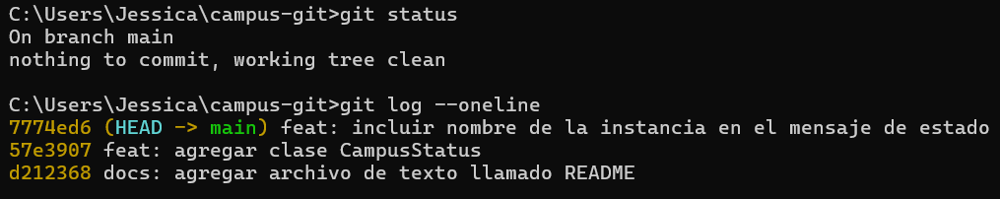 C:\Users\Jessica\campus-git>git status
On branch main
nothing to commit, working tree clean
C:\Users\Jessica\campus-git>git log --oneline
7774ed6 (HEAD -> main) feat: incluir nombre de la instancia en el mensaje de estado
57e3907 feat: agregar clase CampusStatus
d212368 docs: agregar archivo de texto llamado README